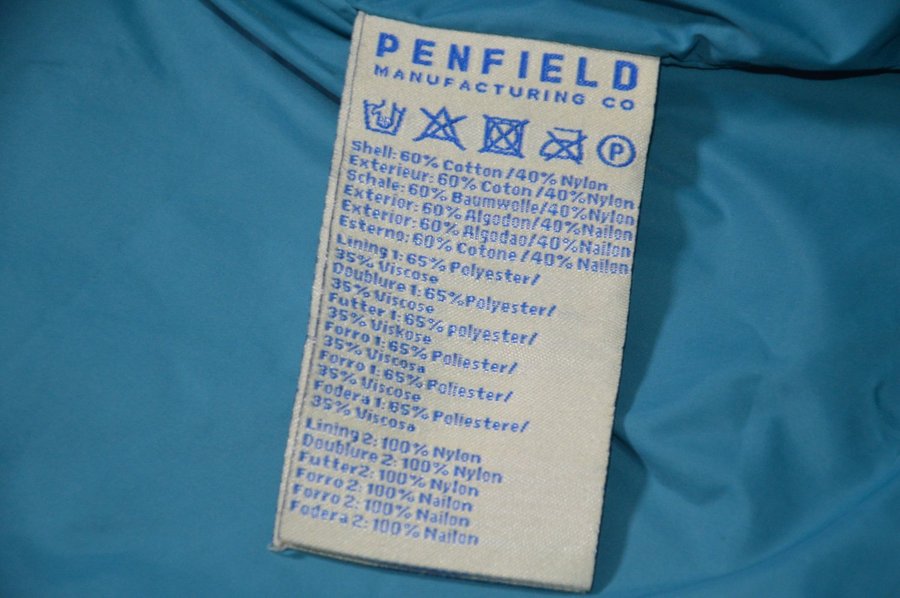 PENFIELD
MANUFACTURING CO
P
Shell: 60% Cotton/40% Nylon
Exterieur: 60% Coton/40%Nylon
Schale: 60% Baumwolle/40%Nylon
Exterior: 60% Algodon/40%Nailon
Exterior: 60% Algodao/40%Nailon
Esterno: 60% Cotone/40% Nailon
Lining 1: 65% Polyester/
35% Viscose
Doublure 1: 65%Polyester/
35% Viscose
Futter 1: 65% polyester/
35% Viskose
Forro 1: 65% Poliester/
35% Viscosa
Forro 1: 65% Poliester/
35% Viscose
Fodera 1: 65% Poliestere/
35% Viscosa
Lining 2: 100% Nylon
Doublure 2: 100% Nylon
Futter2: 100% Nylon
Forro 2: 100% Nailon
Forro 2: 100% Nailon
Fodera 2: 100% Nailon